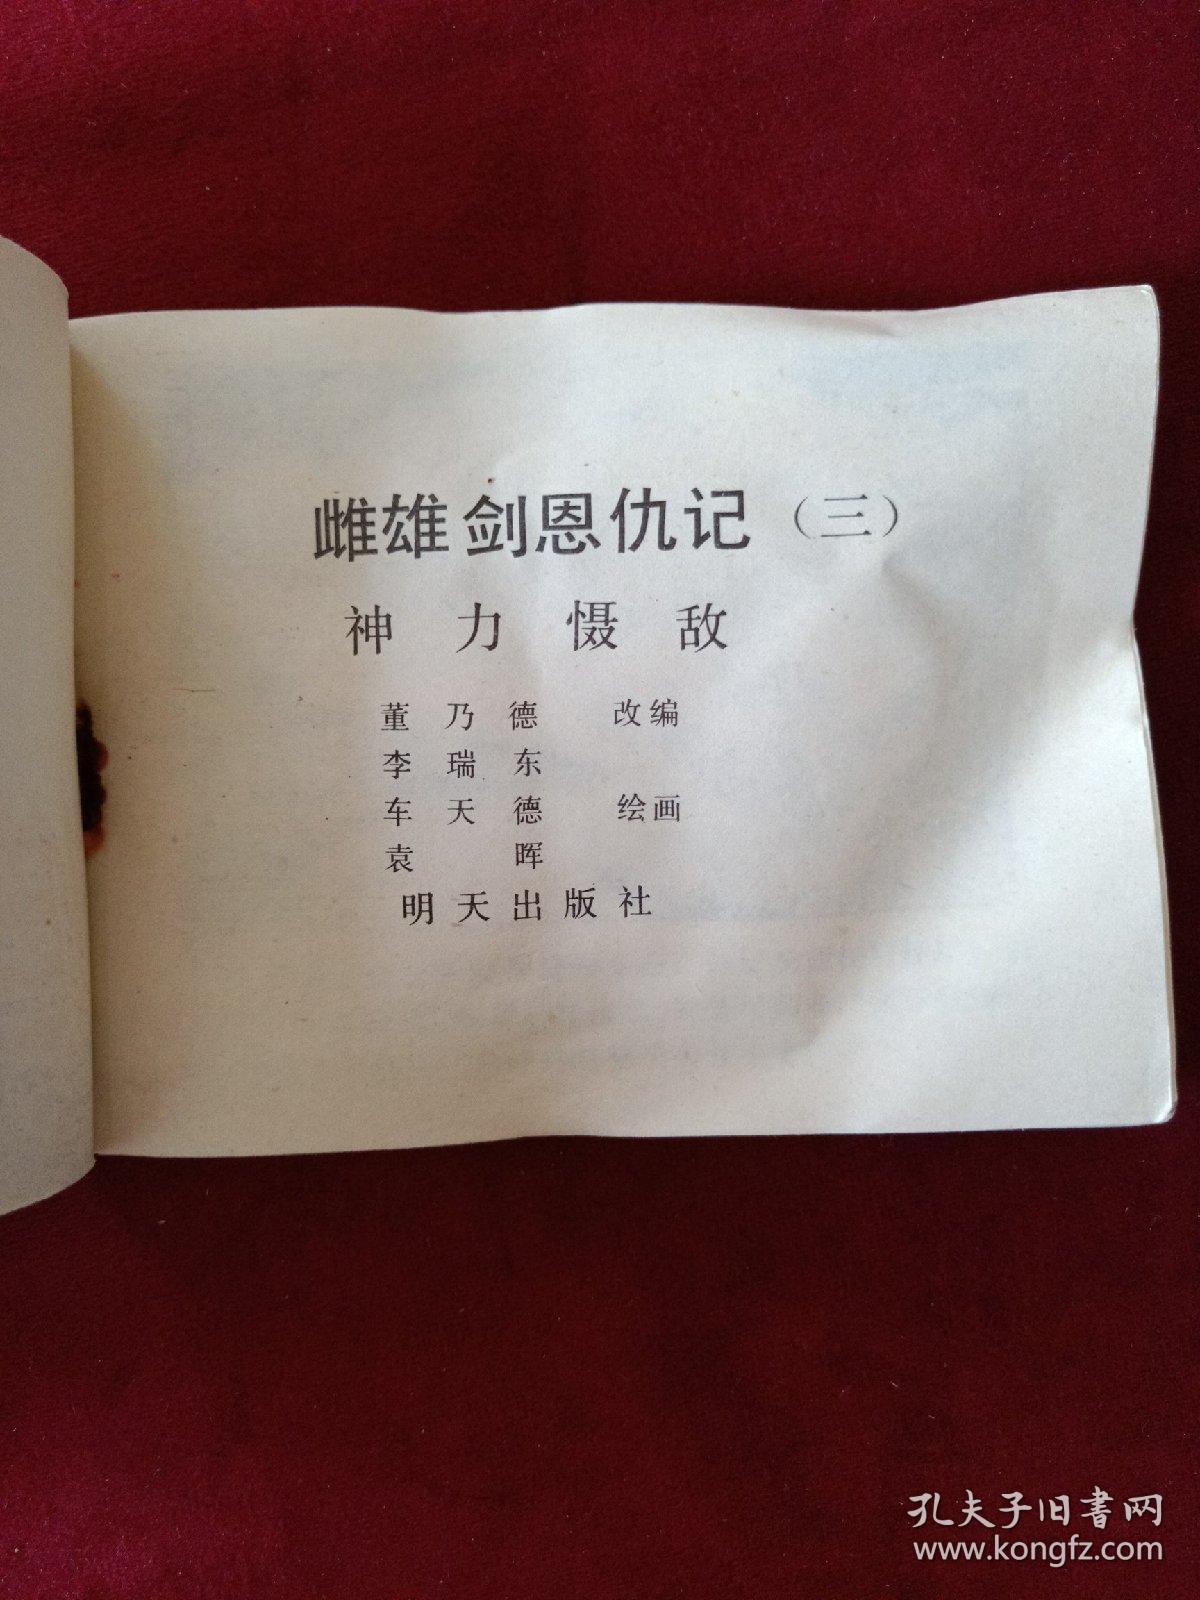 雌雄剑恩仇记（三）
神力慑敌
董乃德 改编
李瑞东
车天德 绘画
袁晖
明天出版社
孔夫子旧书网
www.kongfz.com